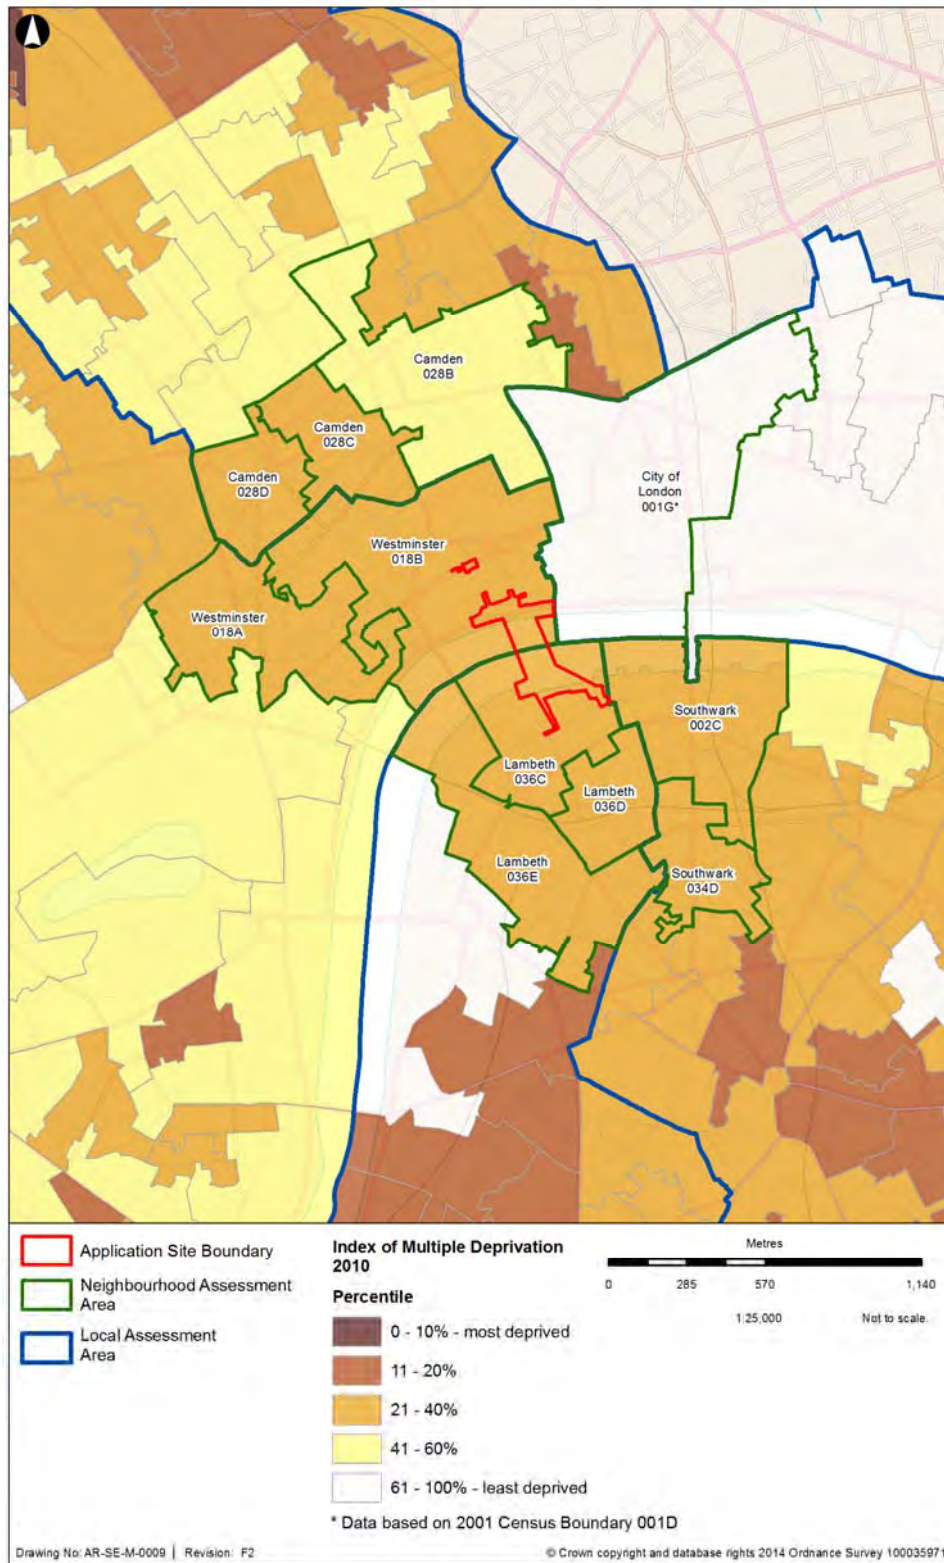 Camden
028B
Camden
028C
Camden
028D
City of
London
001G*
Westminster
018B
Westminster
018A
Southwark
002C
Lambeth
036C
Lambeth
036D
Lambeth
036E
Southwark
034D
Application Site Boundary
Neighbourhood Assessment
Area
Local Assessment
Area
Index of Multiple Deprivation
2010
Percentile
0 - 10% - most deprived
11 - 20%
21 - 40%
41 - 60%
61 - 100% - least deprived
* Data based on 2001 Census Boundary 001D
Metres
0 285 570 1,140
1:25,000 Not to scale.
Drawing No: AR-SE-M-0009 | Revision: F2
© Crown copyright and database rights 2014 Ordnance Survey 100035971